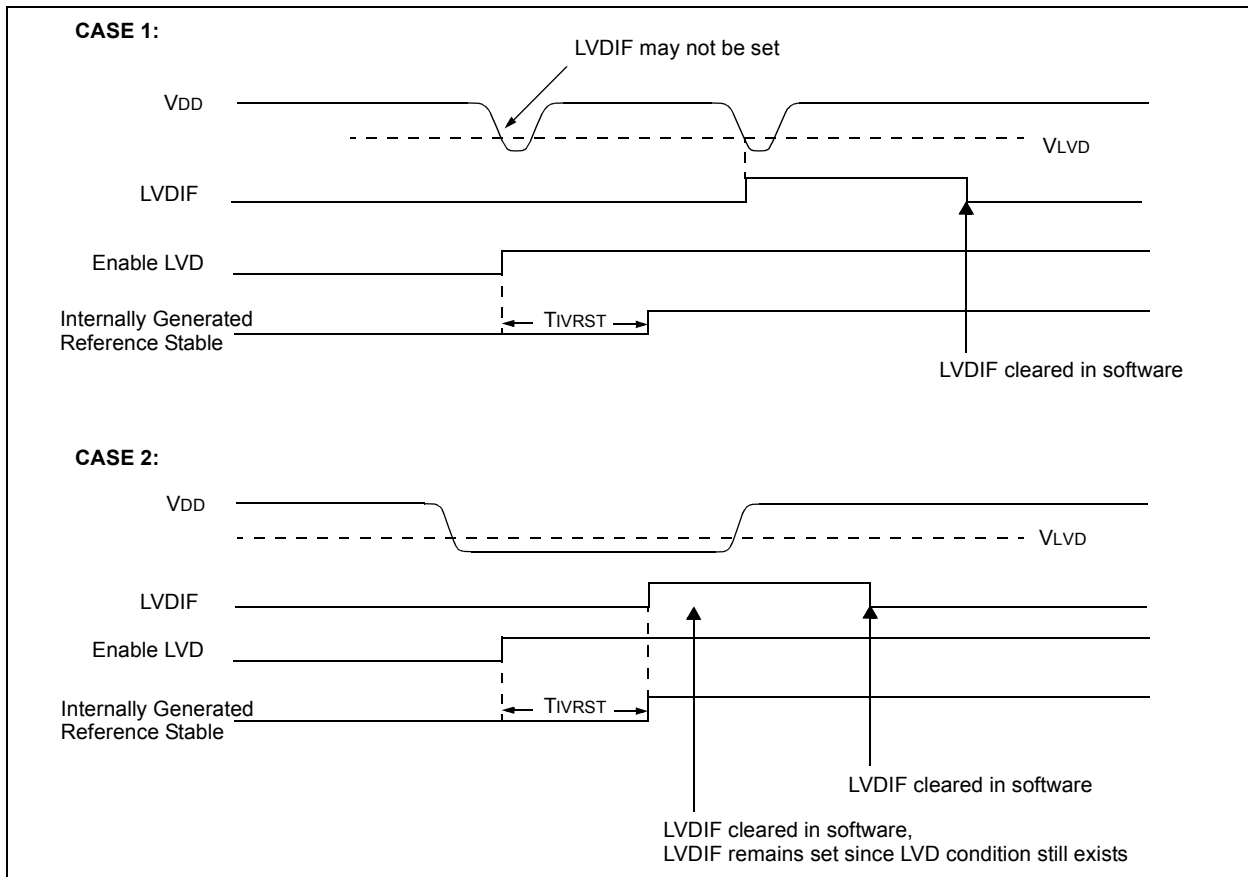 CASE 1:
LVDIF may not be set
VDD
VLVD
LVDIF
Enable LVD
TIVRST
Internally Generated
Reference Stable
LVDIF cleared in software
CASE 2:
VDD
VLVD
LVDIF
Enable LVD
TIVRST
Internally Generated
Reference Stable
LVDIF cleared in software
LVDIF cleared in software,
LVDIF remains set since LVD condition still exists